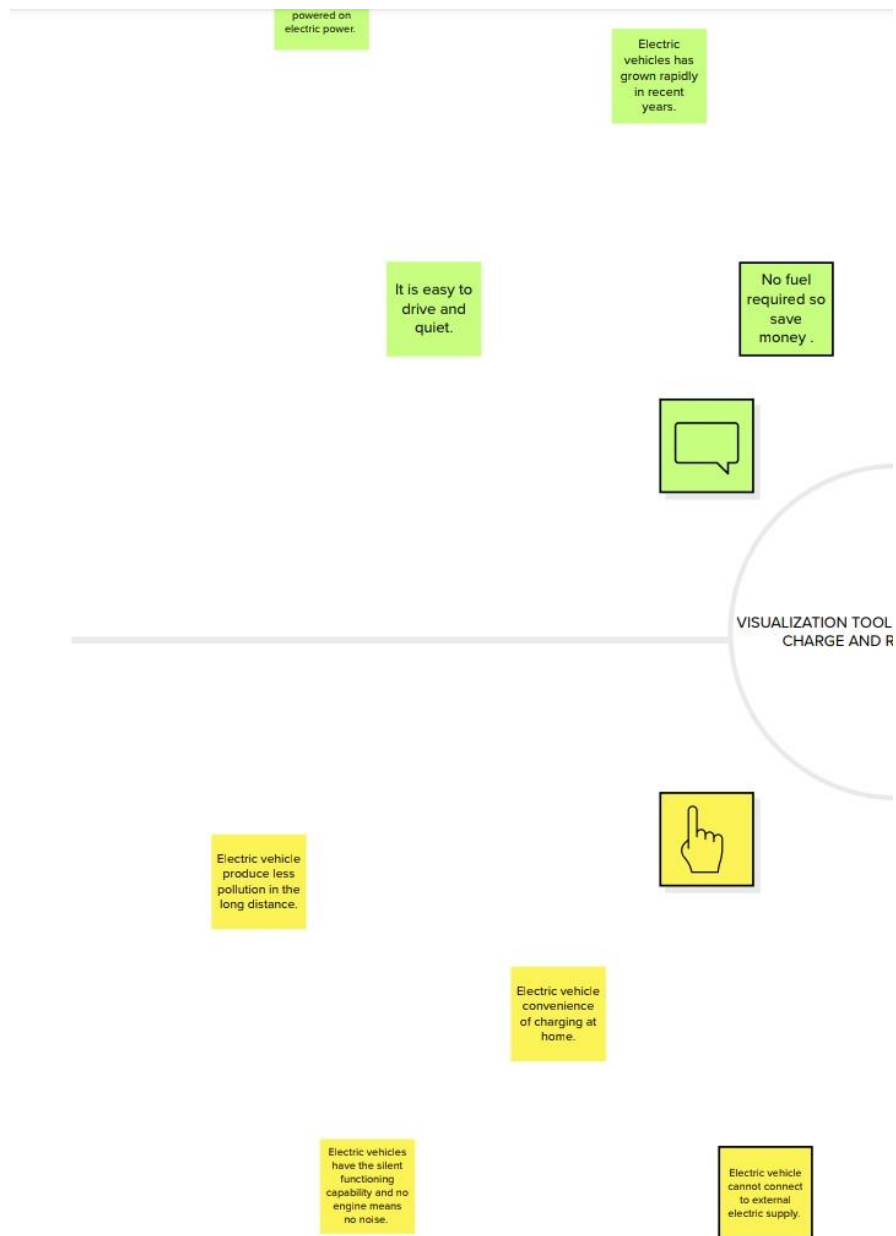 powered on
electric power.
Electric
vehicles has
grown rapidly
in recent
years.
It is easy to
drive and
quiet.
No fuel
required so
save
money .
VISUALIZATION TOOL
CHARGE AND R
Electric vehicle
produce less
pollution in the
long distance.
Electric vehicle
convenience
of charging at
home.
Electric vehicles
have the silent
functioning
capability and no
engine means
no noise.
Electric vehicle
cannot connect
to external
electric supply.